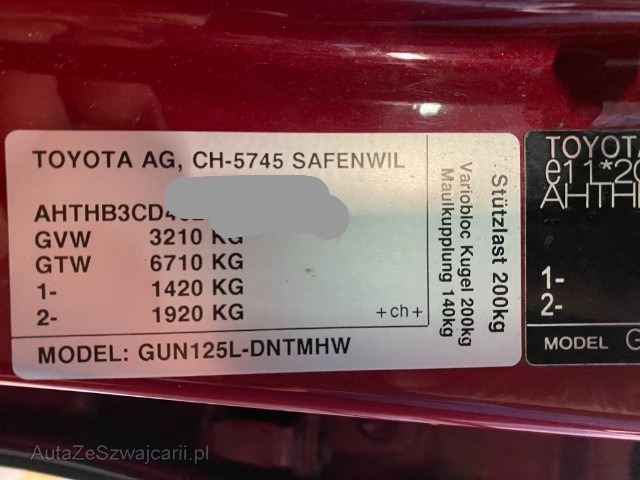 TOYOTA AG, CH-5745 SAFENWIL
AHTHB3CD4
GVW 3210 KG
GTW 6710 KG
1- 1420 KG
2- 1920 KG
+ch+
MODEL: GUN125L-DNTMHW
Stützlast 200kg
Variobloc Kugel 200kg
Maulkupplung 140kg
TOYOTA
e11*20
AHTH
1-
2-
MODEL G
AutaZeSzwajcarii.pl